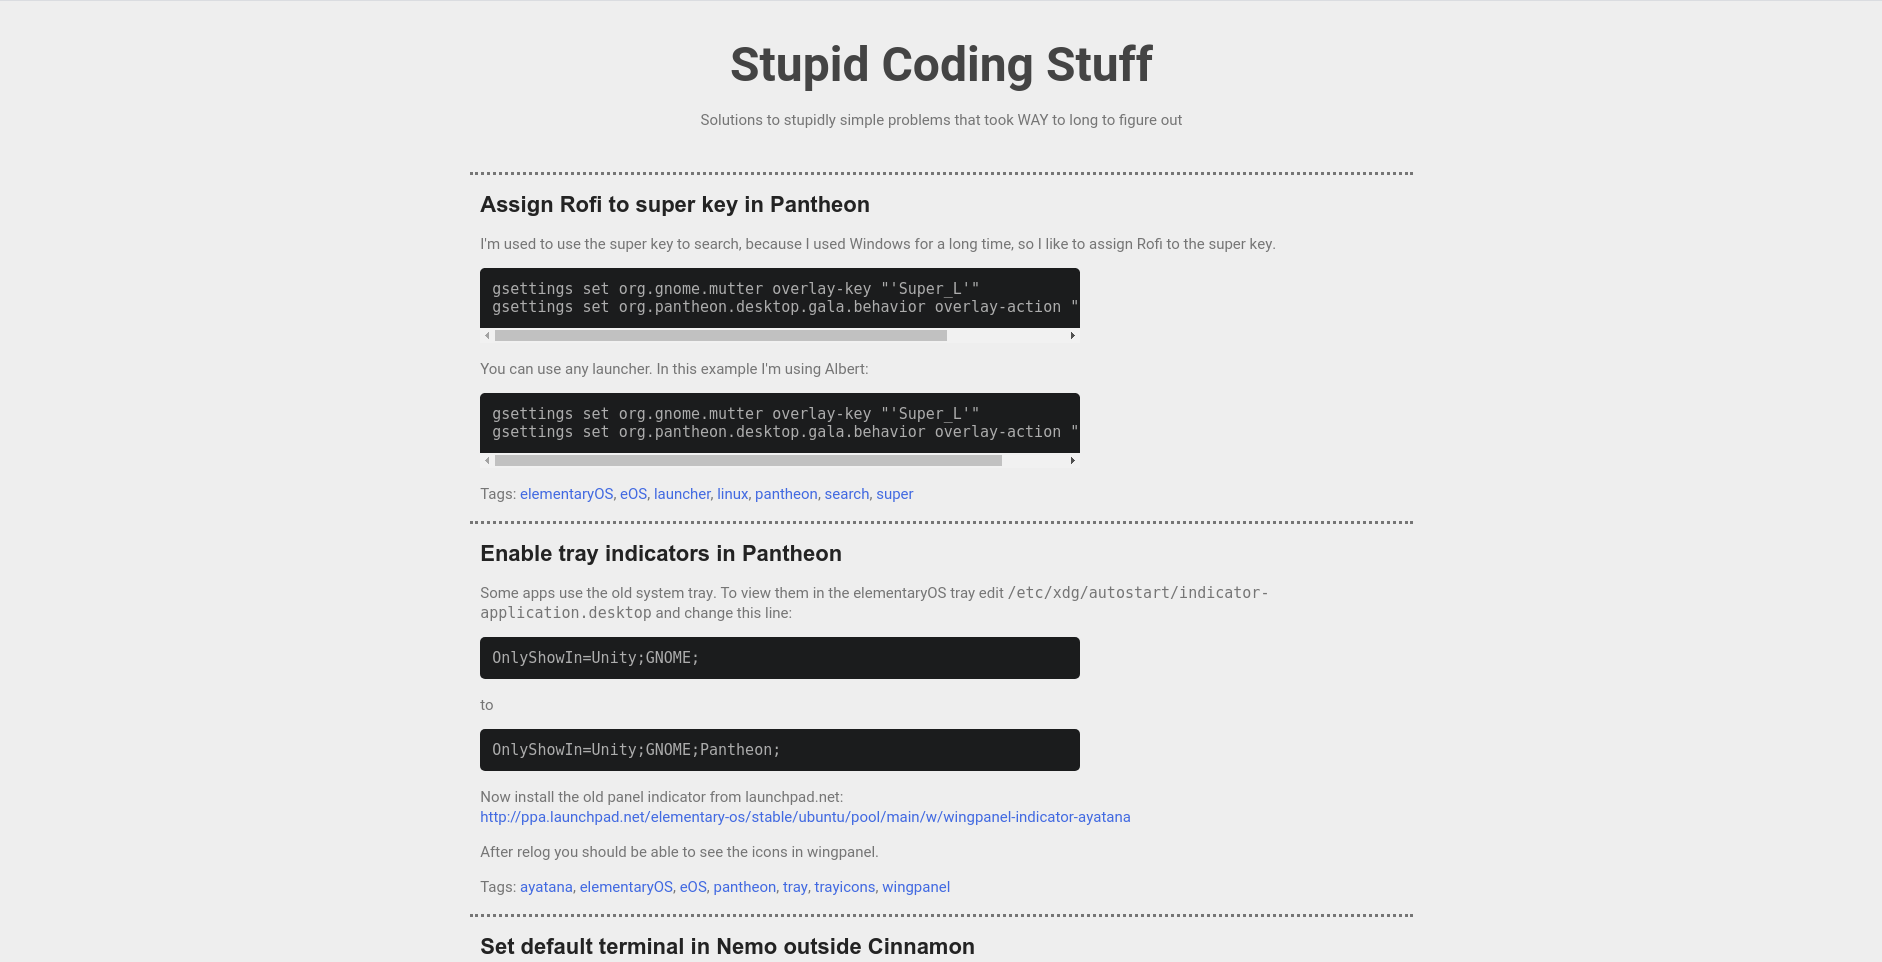 Stupid Coding Stuff
Solutions to stupidly simple problems that took WAY to long to figure out
Assign Rofi to super key in Pantheon
I'm used to use the super key to search, because I used Windows for a long time, so I like to assign Rofi to the super key.
gsettings set org.gnome.mutter overlay-key "'Super_L'"
gsettings set org.pantheon.desktop.gala.behavior overlay-action "
You can use any launcher. In this example I'm using Albert:
gsettings set org.gnome.mutter overlay-key "'Super_L'"
gsettings set org.pantheon.desktop.gala.behavior overlay-action "
Tags: elementaryOS, eOS, launcher, linux, pantheon, search, super
Enable tray indicators in Pantheon
Some apps use the old system tray. To view them in the elementaryOS tray edit /etc/xdg/autostart/indicator-
application.desktop and change this line:
OnlyShowIn=Unity;GNOME;
to
OnlyShowIn=Unity;GNOME;Pantheon;
Now install the old panel indicator from launchpad.net:
http://ppa.launchpad.net/elementary-os/stable/ubuntu/pool/main/w/wingpanel-indicator-ayatana
After relog you should be able to see the icons in wingpanel.
Tags: ayatana, elementaryOS, eOS, pantheon, tray, trayicons, wingpanel
Set default terminal in Nemo outside Cinnamon